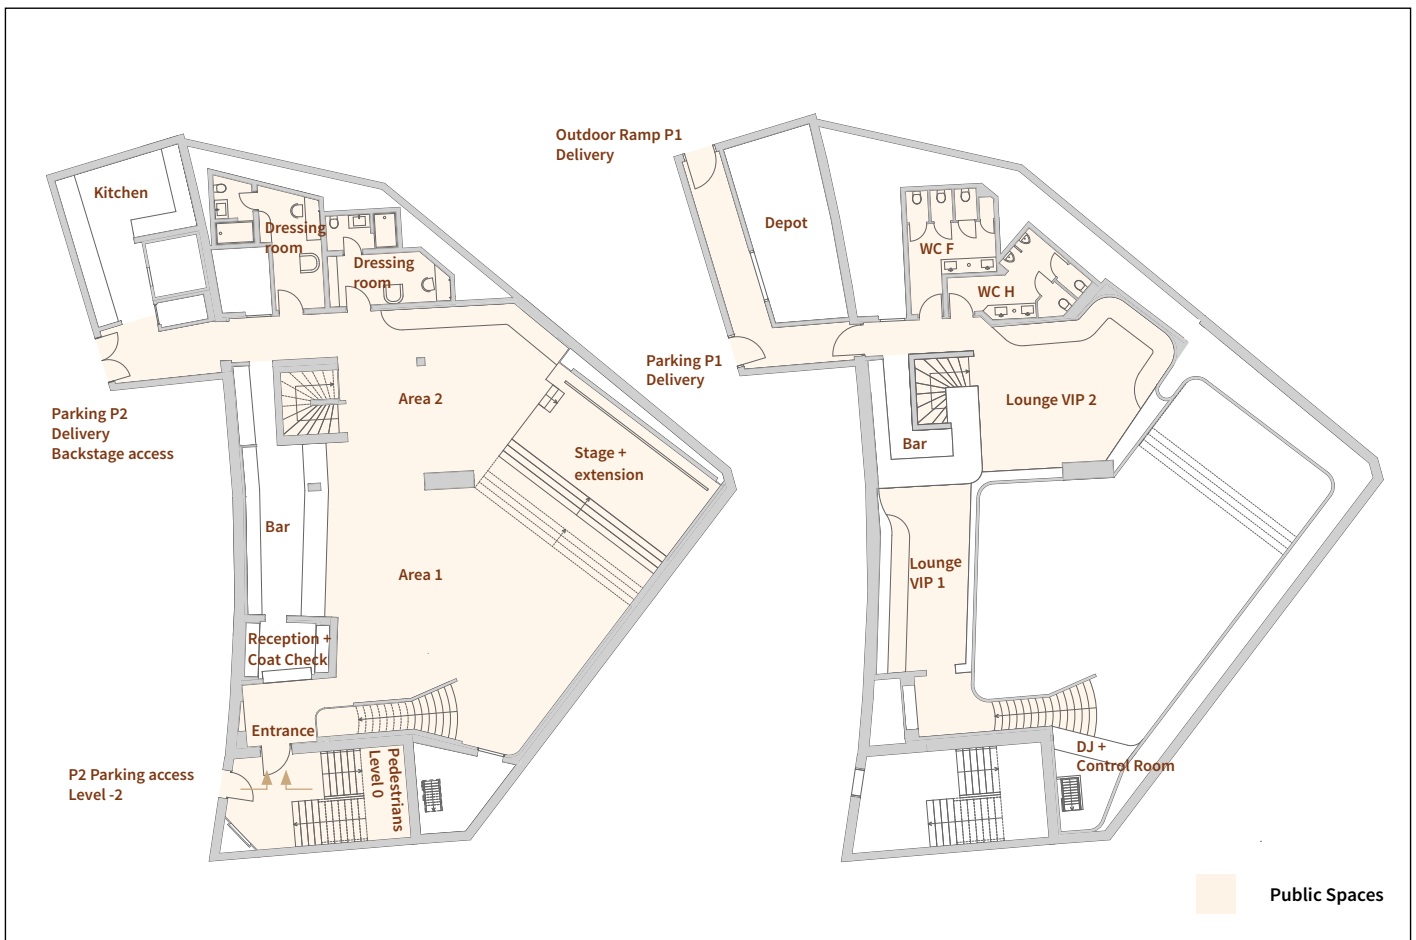 Outdoor Ramp P1
Delivery
Kitchen
Dressing
room
Dressing
room
Depot
WC F
WC H
Parking P1
Delivery
Area 2
Lounge VIP 2
Parking P2
Delivery
Backstage access
Stage +
extension
Bar
Bar
Area 1
Lounge
VIP 1
Reception +
Coat Check
Entrance
Pedestrians
Level 0
DJ +
Control Room
P2 Parking access
Level -2
Public Spaces